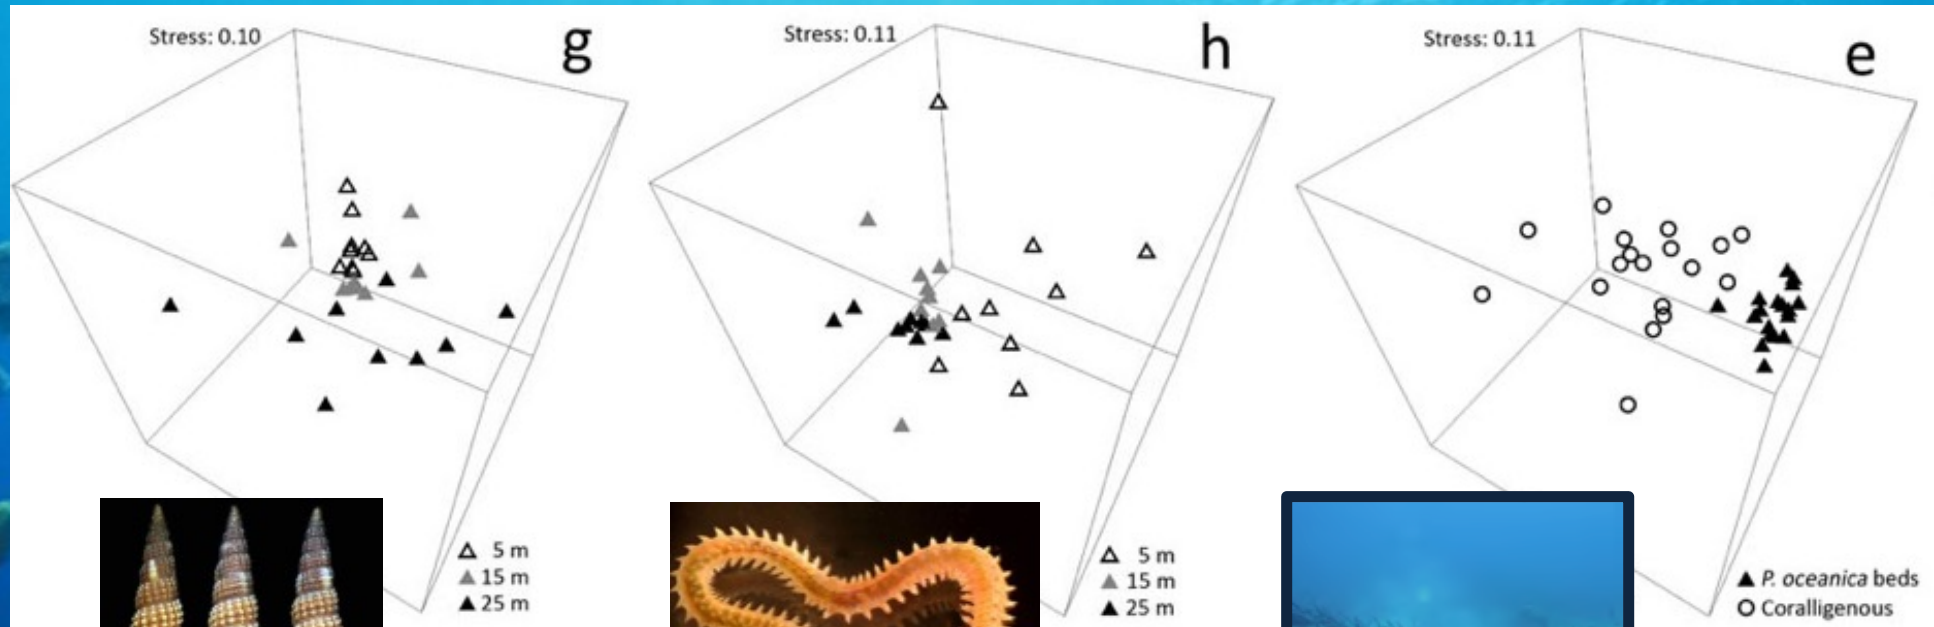 Stress: 0.10
g
5 m
15 m
25 m
Stress: 0.11
h
5 m
15 m
25 m
Stress: 0.11
e
P. oceanica beds
Coralligenous